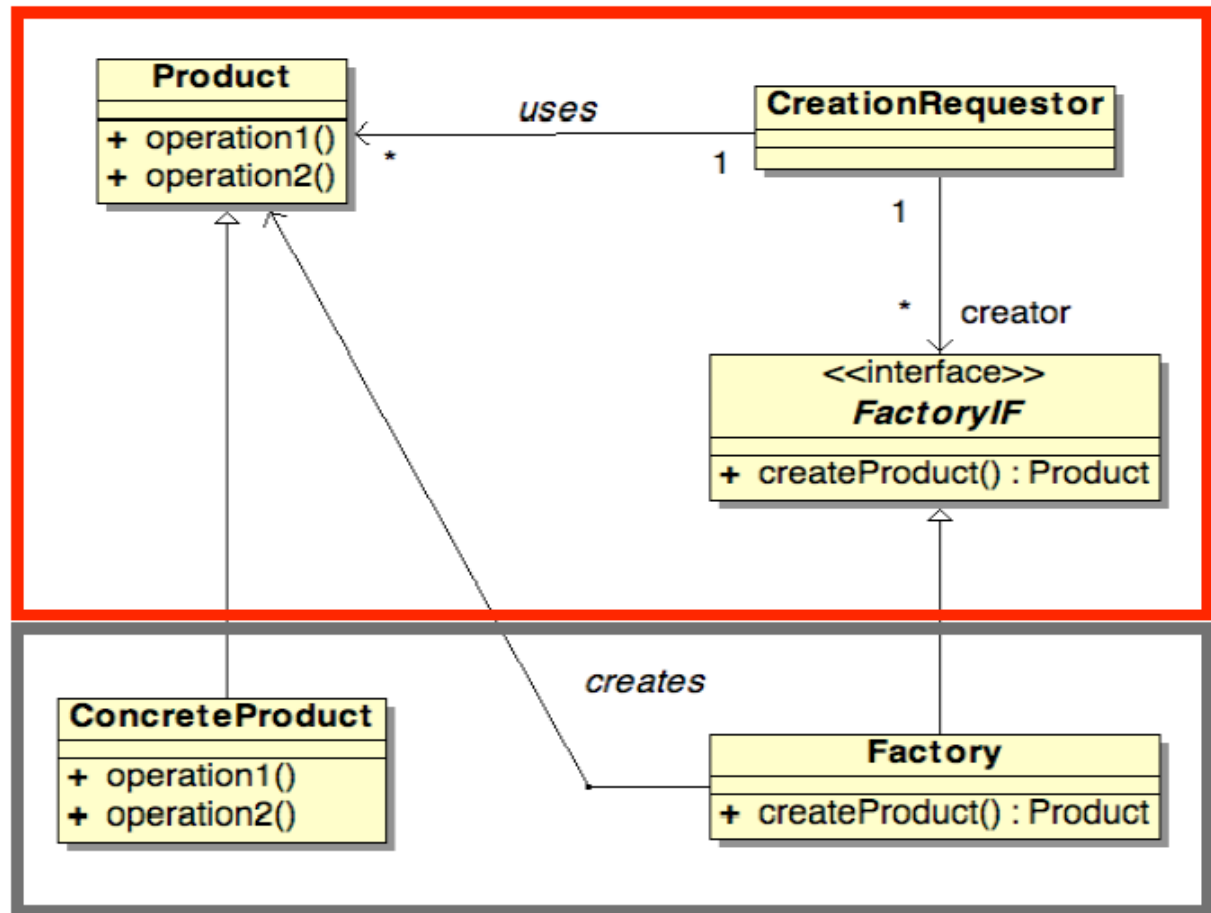 Product
+ operation1()
+ operation2()
uses
*
1
CreationRequestor
1
*
creator
<<interface>>
FactoryIF
+ createProduct() : Product
creates
ConcreteProduct
+ operation1()
+ operation2()
Factory
+ createProduct() : Product